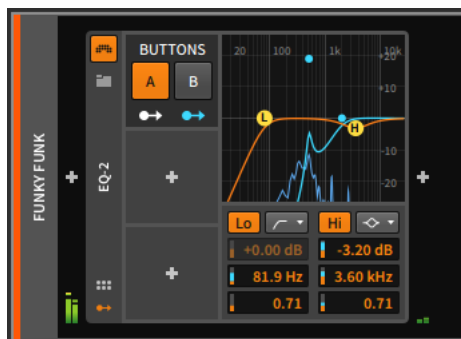 FUNKY FUNK
EQ-2
BUTTONS
A B
20 100 1k 10k
+20
+10
-10
-20
L
H
Lo Hi
+0.00 dB -3.20 dB
81.9 Hz 3.60 kHz
0.71 0.71